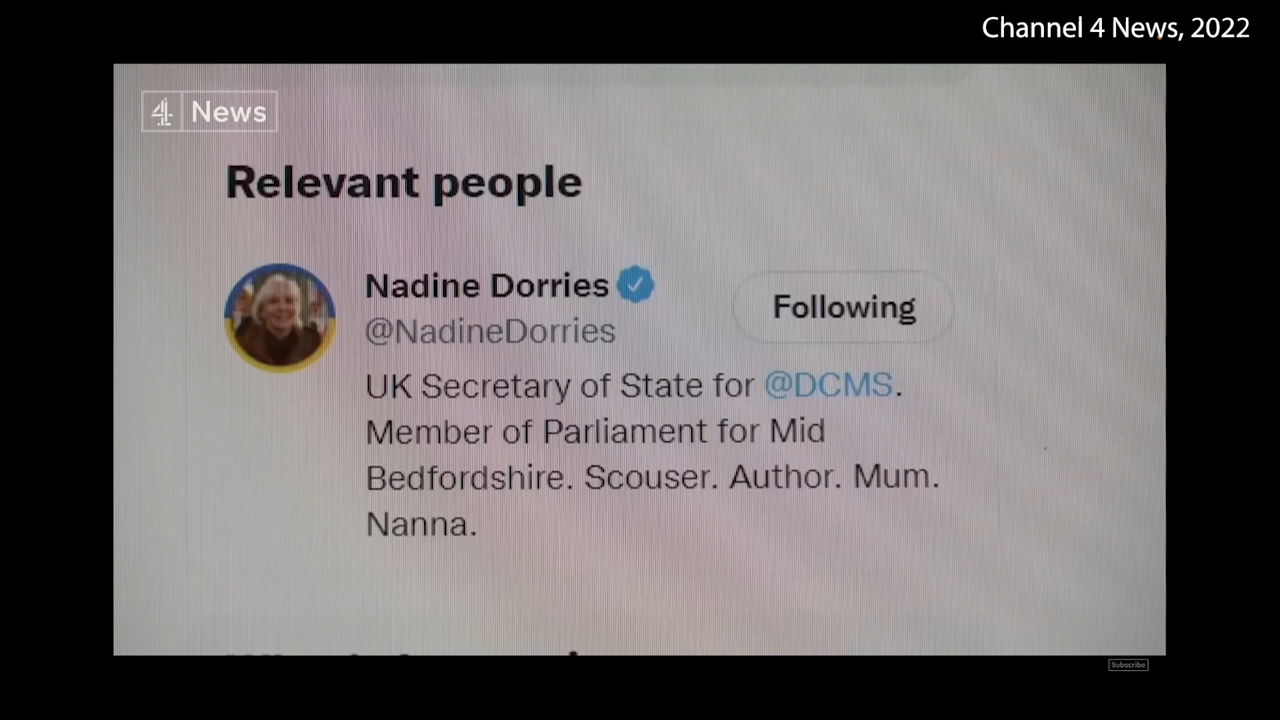 Channel 4 News, 2022
4 News
Relevant people
Nadine Dorries
@NadineDorries
Following
UK Secretary of State for @DCMS.
Member of Parliament for Mid
Bedfordshire. Scouser. Author. Mum.
Nanna.
Subscribe